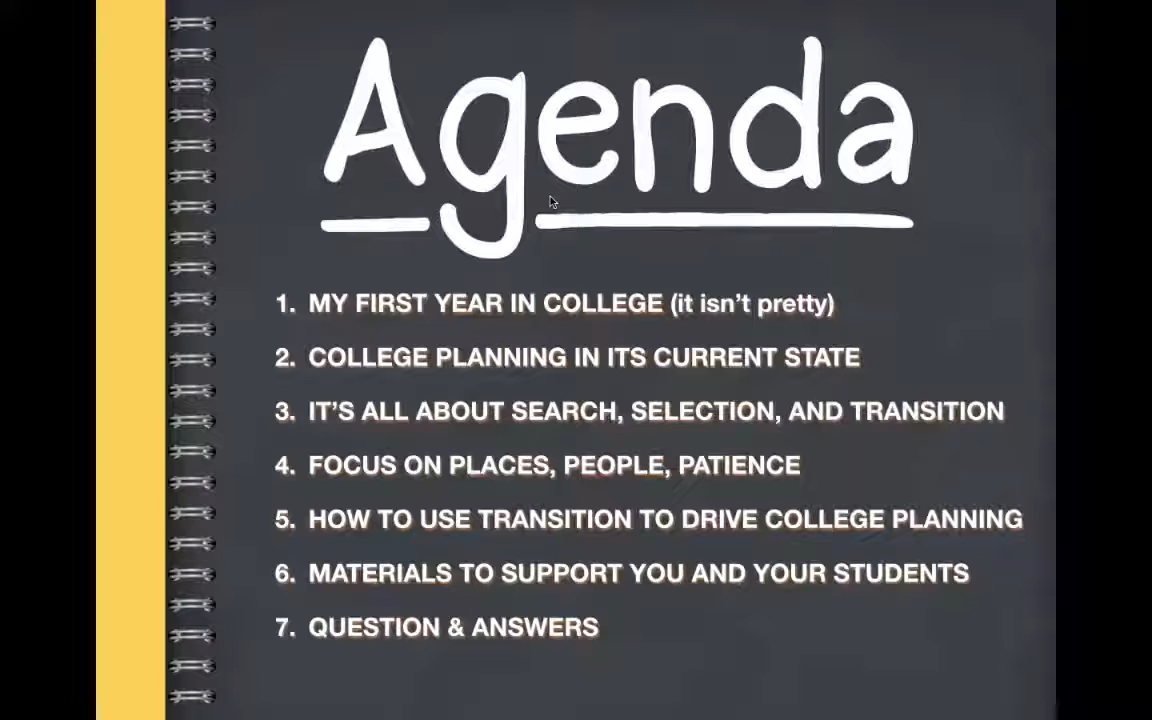 Agenda
1. MY FIRST YEAR IN COLLEGE (it isn’t pretty)
2. COLLEGE PLANNING IN ITS CURRENT STATE
3. IT’S ALL ABOUT SEARCH, SELECTION, AND TRANSITION
4. FOCUS ON PLACES, PEOPLE, PATIENCE
5. HOW TO USE TRANSITION TO DRIVE COLLEGE PLANNING
6. MATERIALS TO SUPPORT YOU AND YOUR STUDENTS
7. QUESTION & ANSWERS